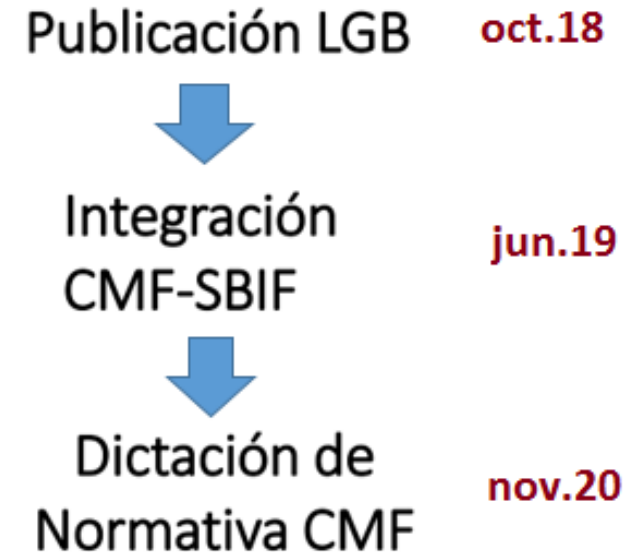 Publicación LGB oct.18
Integración
CMF-SBIF
jun.19
Dictación de
Normativa CMF
nov.20